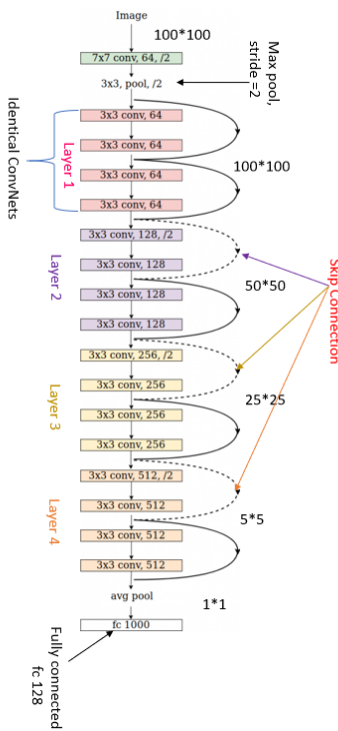 Image
100*100
7x7 conv, 64, /2
Max pool,
stride =2
3x3, pool, /2
3x3 conv, 64
3x3 conv, 64
100*100
3x3 conv, 64
3x3 conv, 64
Layer 1
Identical ConvNets
3x3 conv, 128, /2
3x3 conv, 128
50*50
3x3 conv, 128
3x3 conv, 128
Layer 2
Skip Connection
3x3 conv, 256, /2
3x3 conv, 256
25*25
3x3 conv, 256
3x3 conv, 256
Layer 3
3x3 conv, 512, /2
3x3 conv, 512
5*5
3x3 conv, 512
3x3 conv, 512
Layer 4
avg pool
1*1
fc 1000
Fully connected
fc 128